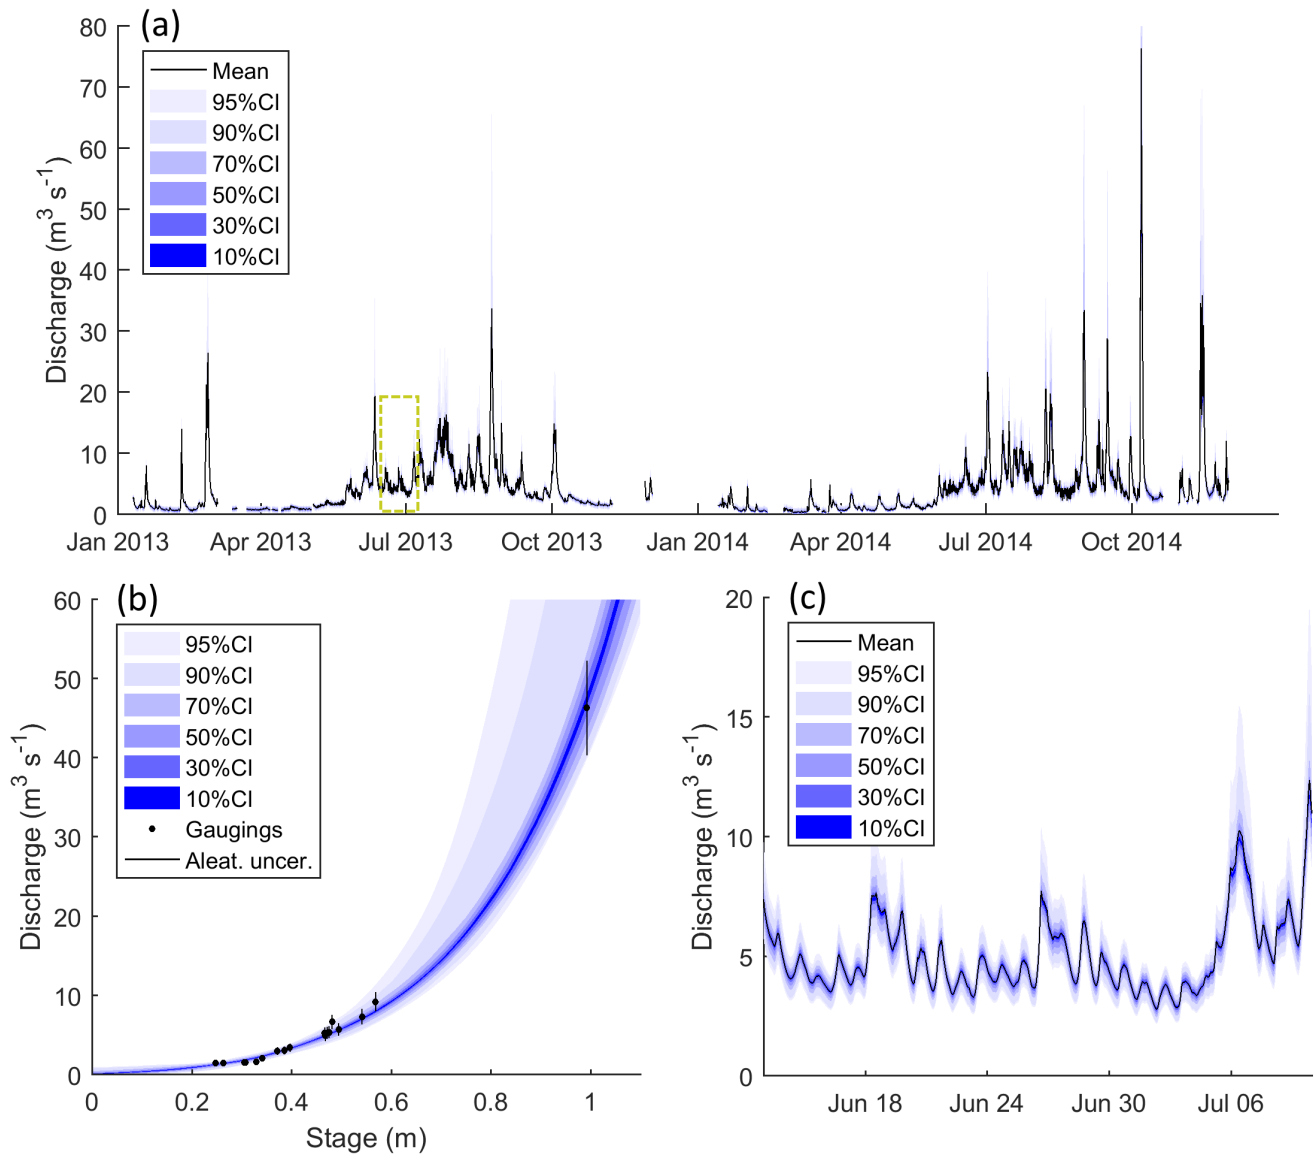 (a)
80
70
60
50
40
30
20
10
0
Discharge (m³ s⁻¹)
Mean
95%CI
90%CI
70%CI
50%CI
30%CI
10%CI
Jan 2013 Apr 2013 Jul 2013 Oct 2013 Jan 2014 Apr 2014 Jul 2014 Oct 2014
(b)
60
50
40
30
20
10
0
Discharge (m³ s⁻¹)
95%CI
90%CI
70%CI
50%CI
30%CI
10%CI
Gaugings
Aleat. uncer.
0 0.2 0.4 0.6 0.8 1
Stage (m)
(c)
20
15
10
5
0
Discharge (m³ s⁻¹)
Mean
95%CI
90%CI
70%CI
50%CI
30%CI
10%CI
Jun 18 Jun 24 Jun 30 Jul 06